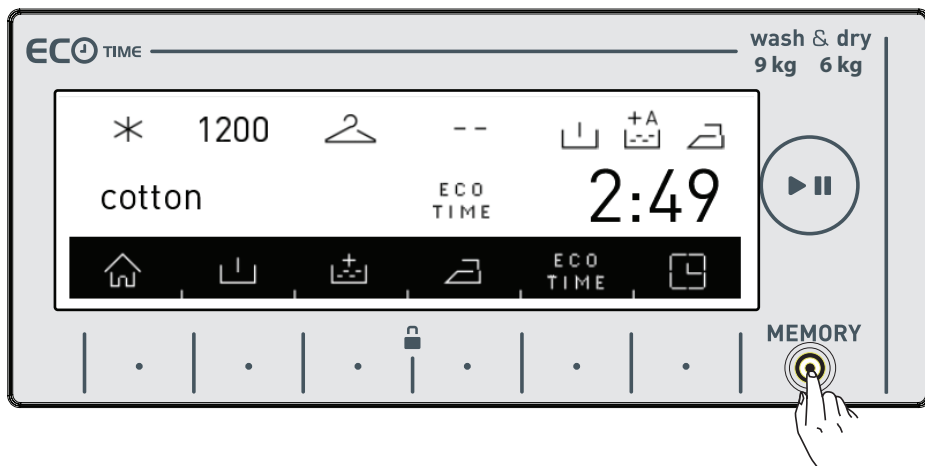 ECO TIME
wash & dry
9 kg 6 kg
1200 -- +A
cotton ECO TIME 2:49
ECO TIME
MEMORY